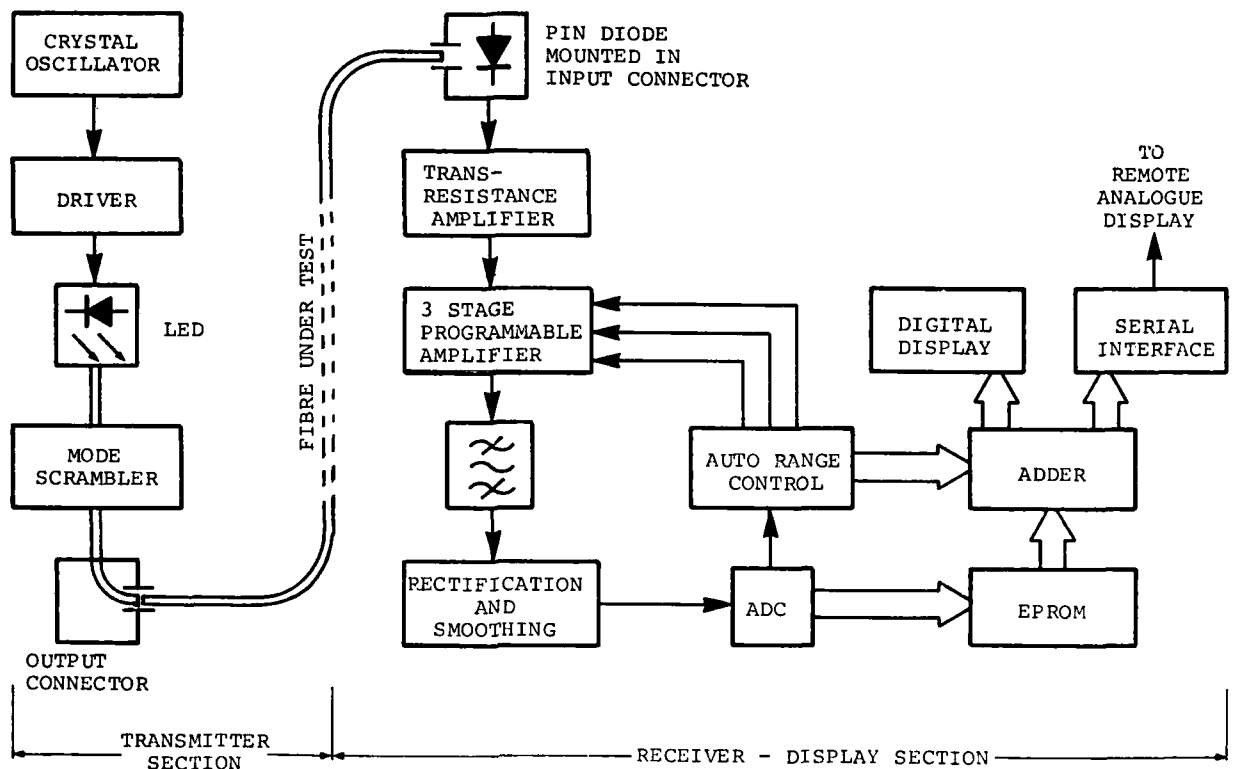 CRYSTAL
OSCILLATOR
DRIVER
LED
MODE
SCRAMBLER
OUTPUT
CONNECTOR
FIBRE UNDER TEST
PIN DIODE
MOUNTED IN
INPUT CONNECTOR
TRANS-
RESISTANCE
AMPLIFIER
3 STAGE
PROGRAMMABLE
AMPLIFIER
RECTIFICATION
AND
SMOOTHING
ADC
AUTO RANGE
CONTROL
EPROM
ADDER
DIGITAL
DISPLAY
SERIAL
INTERFACE
TO
REMOTE
ANALOGUE
DISPLAY
TRANSMITTER
SECTION
RECEIVER - DISPLAY SECTION